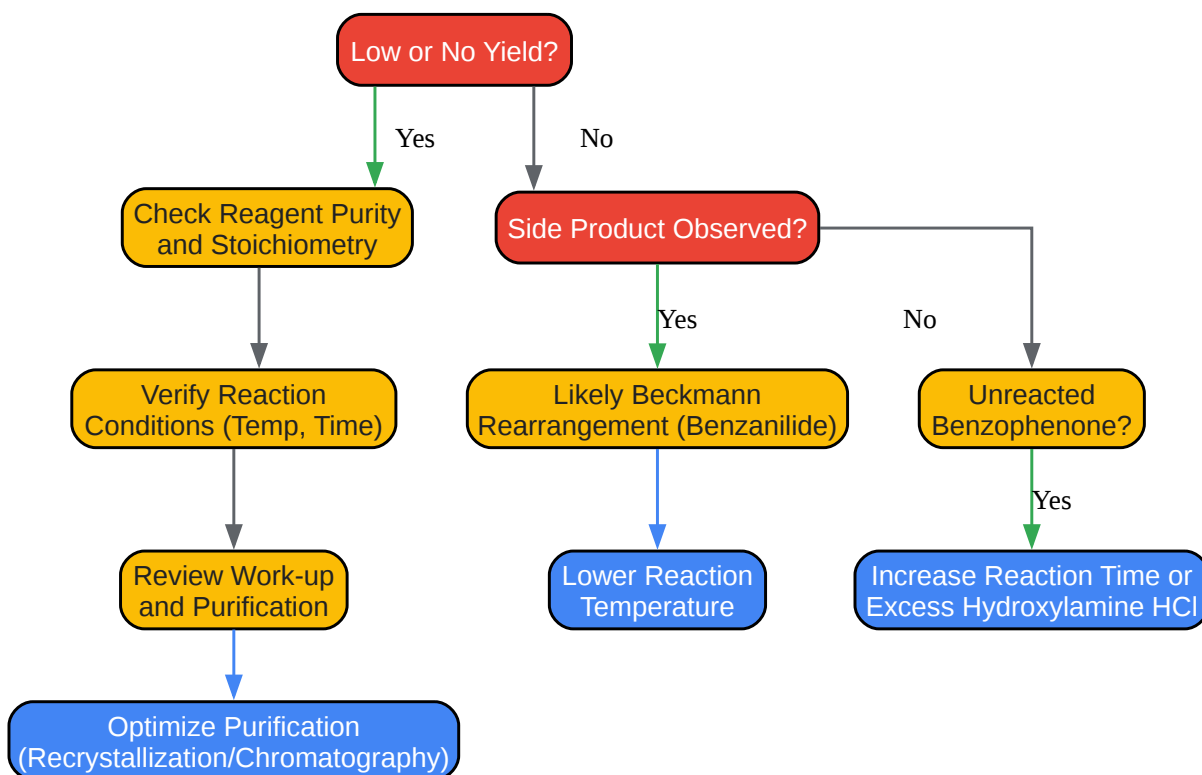 Low or No Yield?
Yes
No
Check Reagent Purity
and Stoichiometry
Side Product Observed?
Yes
No
Verify Reaction
Conditions (Temp, Time)
Likely Beckmann
Rearrangement (Benzanilide)
Unreacted
Benzophenone?
Yes
Review Work-up
and Purification
Lower Reaction
Temperature
Increase Reaction Time or
Excess Hydroxylamine HCl
Optimize Purification
(Recrystallization/Chromatography)